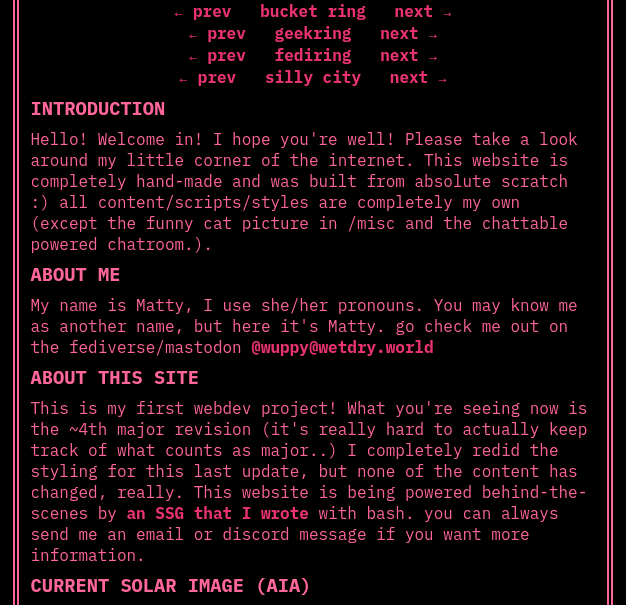 ← prev bucket ring next →
← prev geekring next →
← prev fediring next →
← prev silly city next →
INTRODUCTION
Hello! Welcome in! I hope you're well! Please take a look
around my little corner of the internet. This website is
completely hand-made and was built from absolute scratch
:) all content/scripts/styles are completely my own
(except the funny cat picture in /misc and the chattable
powered chatroom.).
ABOUT ME
My name is Matty, I use she/her pronouns. You may know me
as another name, but here it's Matty. go check me out on
the fediverse/mastodon @wuppy@wetdry.world
ABOUT THIS SITE
This is my first webdev project! What you're seeing now is
the ~4th major revision (it's really hard to actually keep
track of what counts as major..) I completely redid the
styling for this last update, but none of the content has
changed, really. This website is being powered behind-the-
scenes by an SSG that I wrote with bash. you can always
send me an email or discord message if you want more
information.
CURRENT SOLAR IMAGE (AIA)